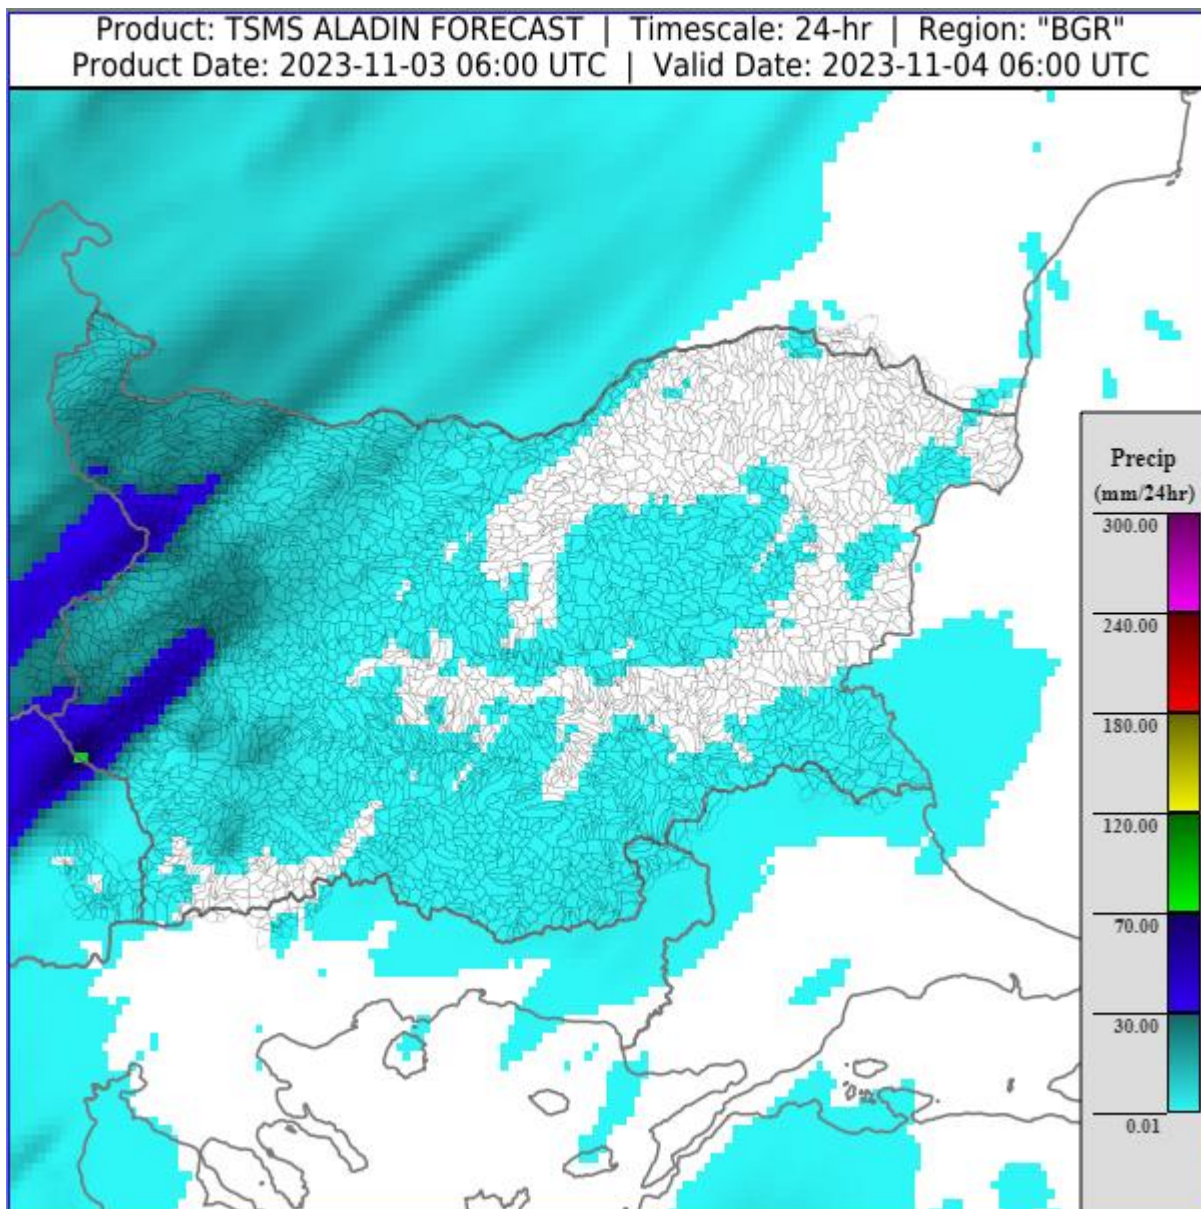 Product: TSMS ALADIN FORECAST | Timescale: 24-hr | Region: "BGR"
Product Date: 2023-11-03 06:00 UTC | Valid Date: 2023-11-04 06:00 UTC
Precip
(mm/24hr)
300.00
240.00
180.00
120.00
70.00
30.00
0.01